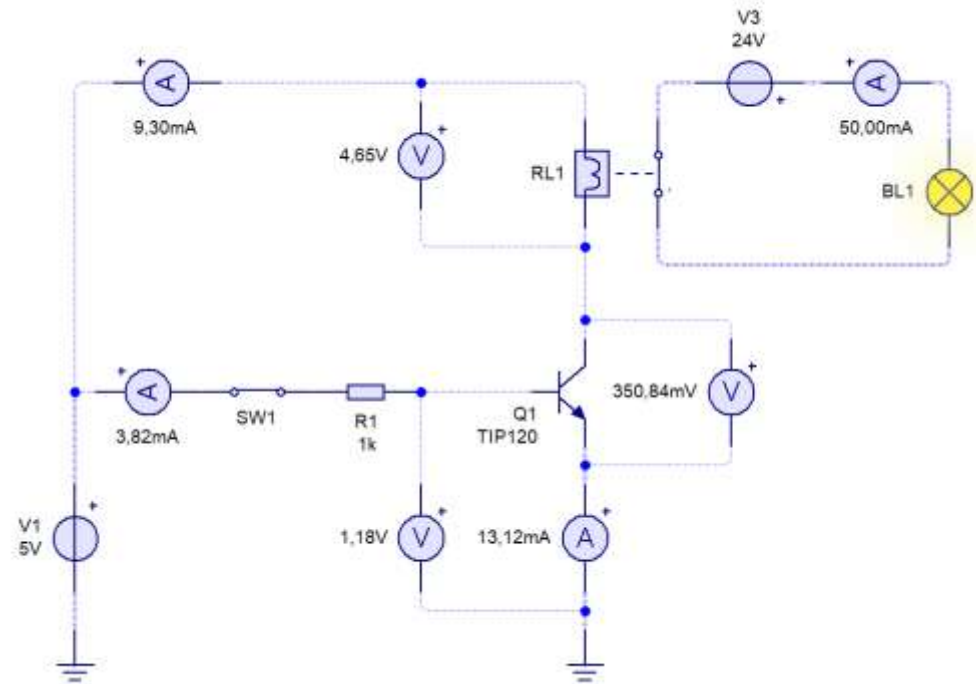 V3
24V
A
9,30mA
A
50,00mA
4,65V
V
RL1
BL1
A
3,82mA
SW1
R1
1k
Q1
TIP120
350,84mV
V
V1
5V
1,18V
V
13,12mA
A